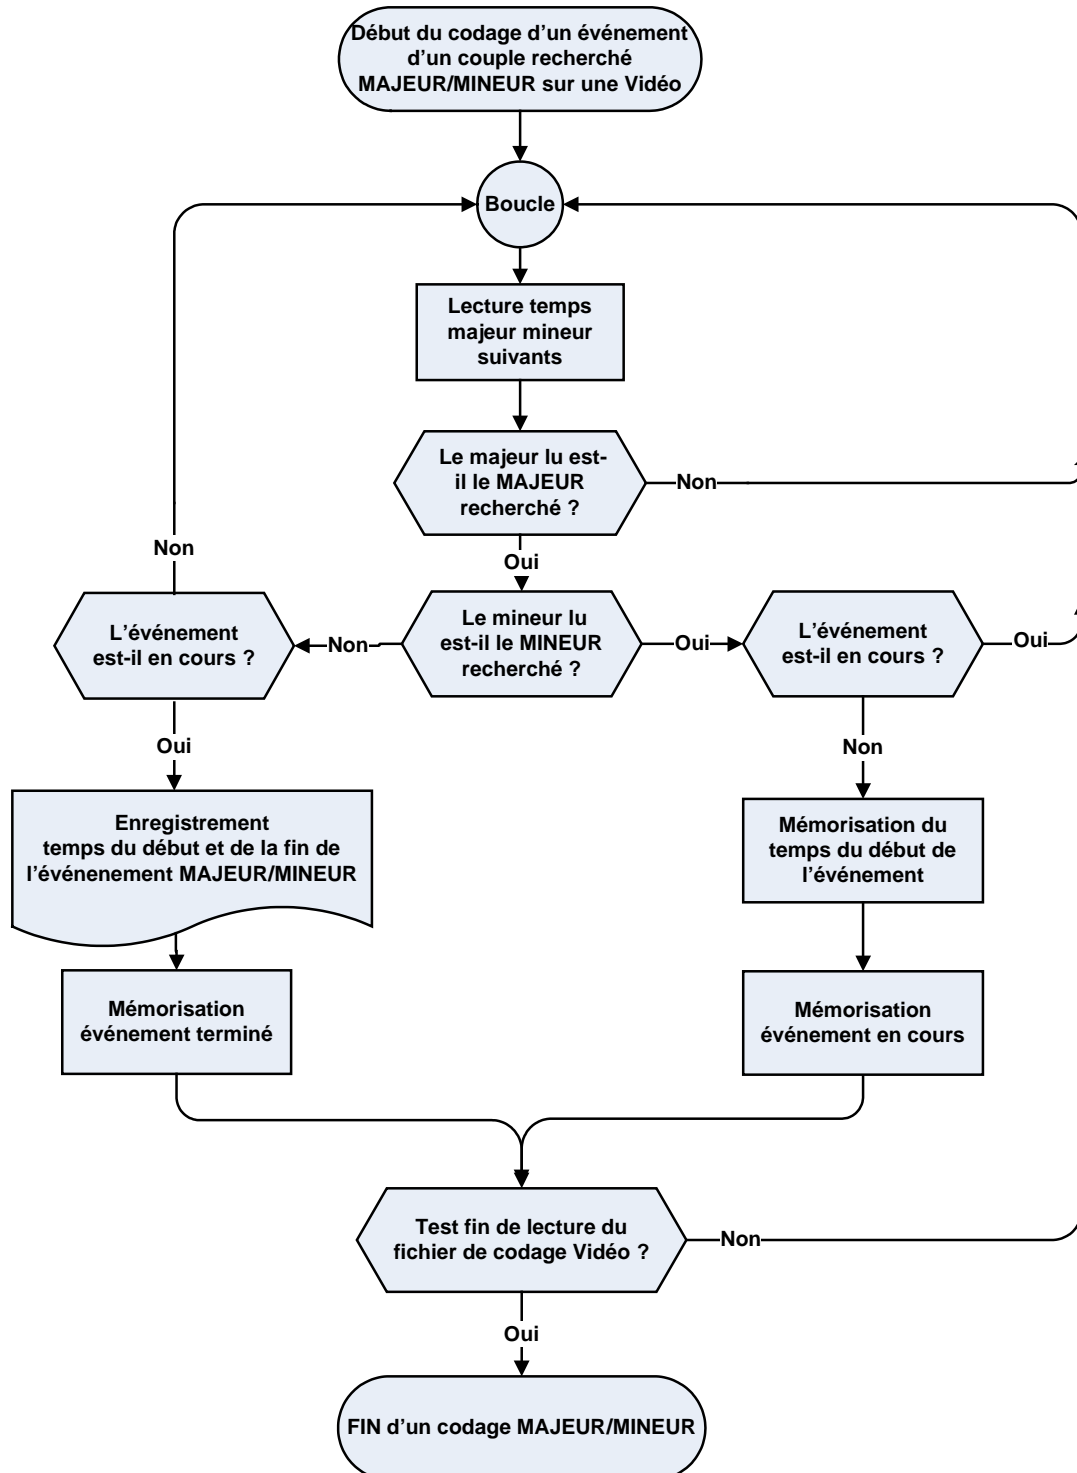 Début du codage d’un événement
d’un couple recherché
MAJEUR/MINEUR sur une Vidéo
Boucle
Lecture temps
majeur mineur
suivants
Le majeur lu est-
il le MAJEUR
recherché ?
Non
Oui
Non
L’événement
est-il en cours ?
Non
Le mineur lu
est-il le MINEUR
recherché ?
Oui
L’événement
est-il en cours ?
Oui
Oui
Non
Enregistrement
temps du début et de la fin de
l’événenement MAJEUR/MINEUR
Mémorisation du
temps du début de
l’événement
Mémorisation
événement terminé
Mémorisation
événement en cours
Test fin de lecture du
fichier de codage Vidéo ?
Non
Oui
FIN d’un codage MAJEUR/MINEUR